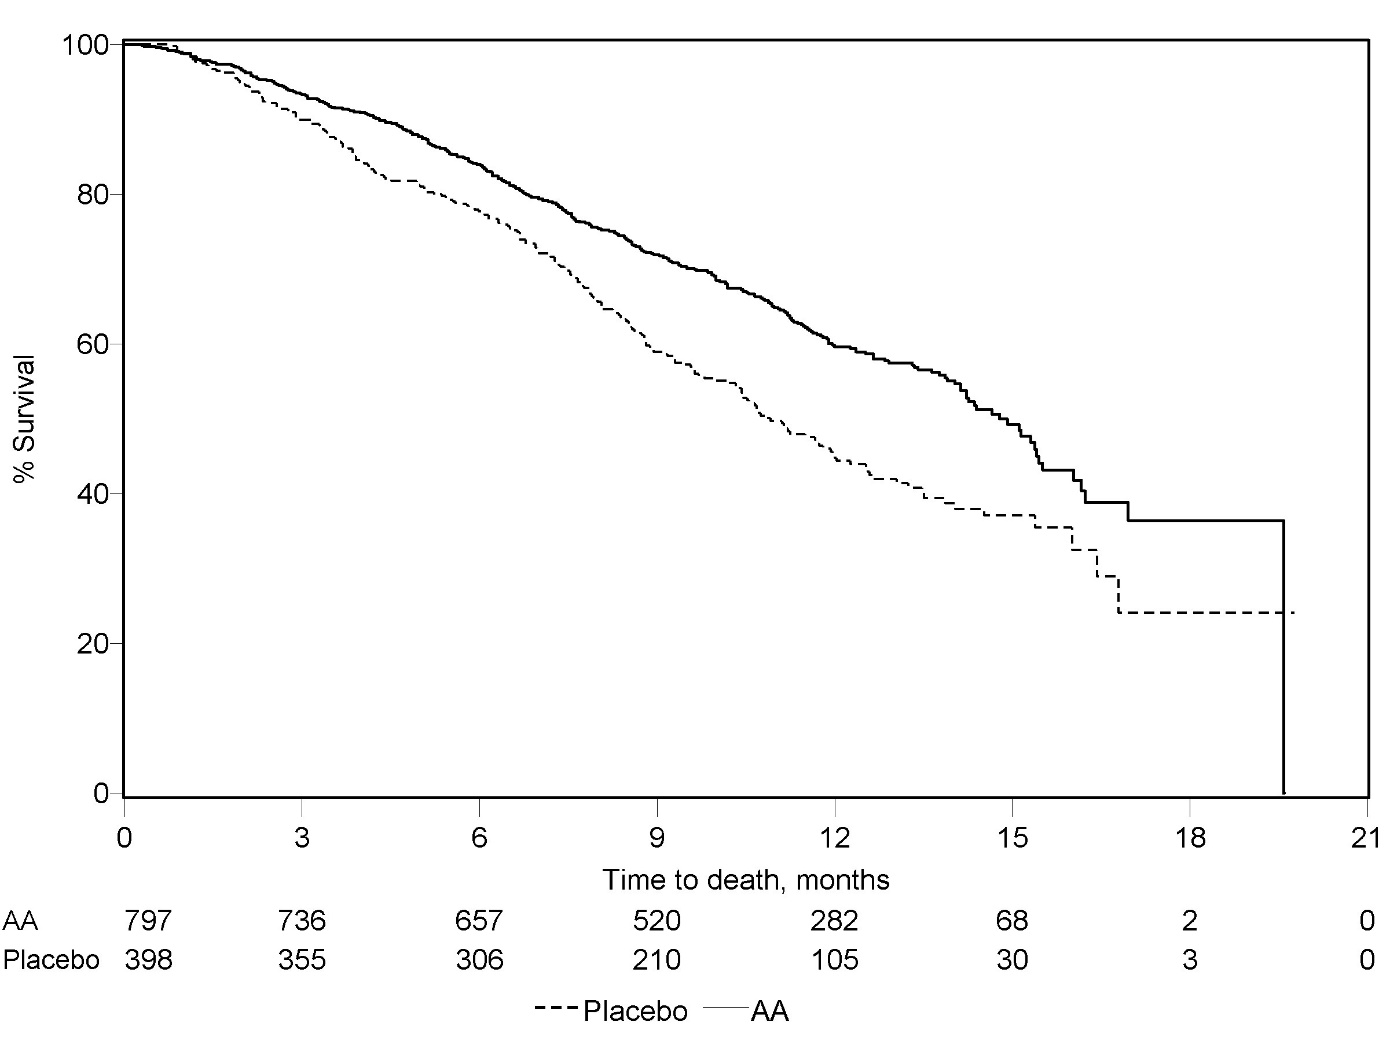 100
80
60
40
20
0
% Survival
0 3 6 9 12 15 18 21
Time to death, months
AA 797 736 657 520 282 68 2 0
Placebo 398 355 306 210 105 30 3 0
Placebo AA